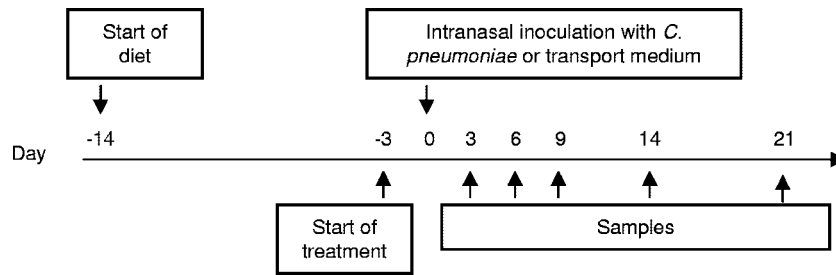 Start of
diet
Intranasal inoculation with C.
pneumoniae or transport medium
Day
-14 -3 0 3 6 9 14 21
Start of
treatment
Samples